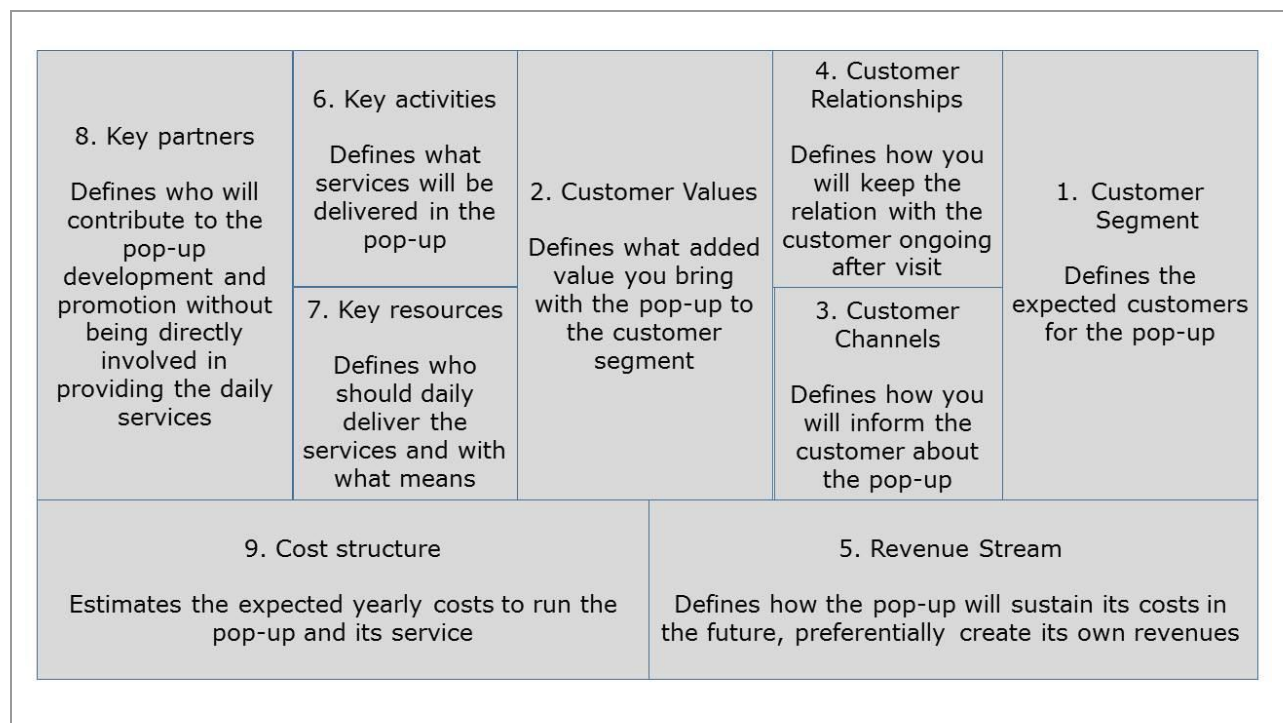 8. Key partners
Defines who will
contribute to the
pop-up
development and
promotion without
being directly
involved in
providing the daily
services
6. Key activities
Defines what
services will be
delivered in the
pop-up
7. Key resources
Defines who
should daily
deliver the
services and with
what means
2. Customer Values
Defines what added
value you bring
with the pop-up to
the customer
segment
4. Customer
Relationships
Defines how you
will keep the
relation with the
customer ongoing
after visit
3. Customer
Channels
Defines how you
will inform the
customer about
the pop-up
1. Customer
Segment
Defines the
expected customers
for the pop-up
9. Cost structure
Estimates the expected yearly costs to run the
pop-up and its service
5. Revenue Stream
Defines how the pop-up will sustain its costs in
the future, preferentially create its own revenues